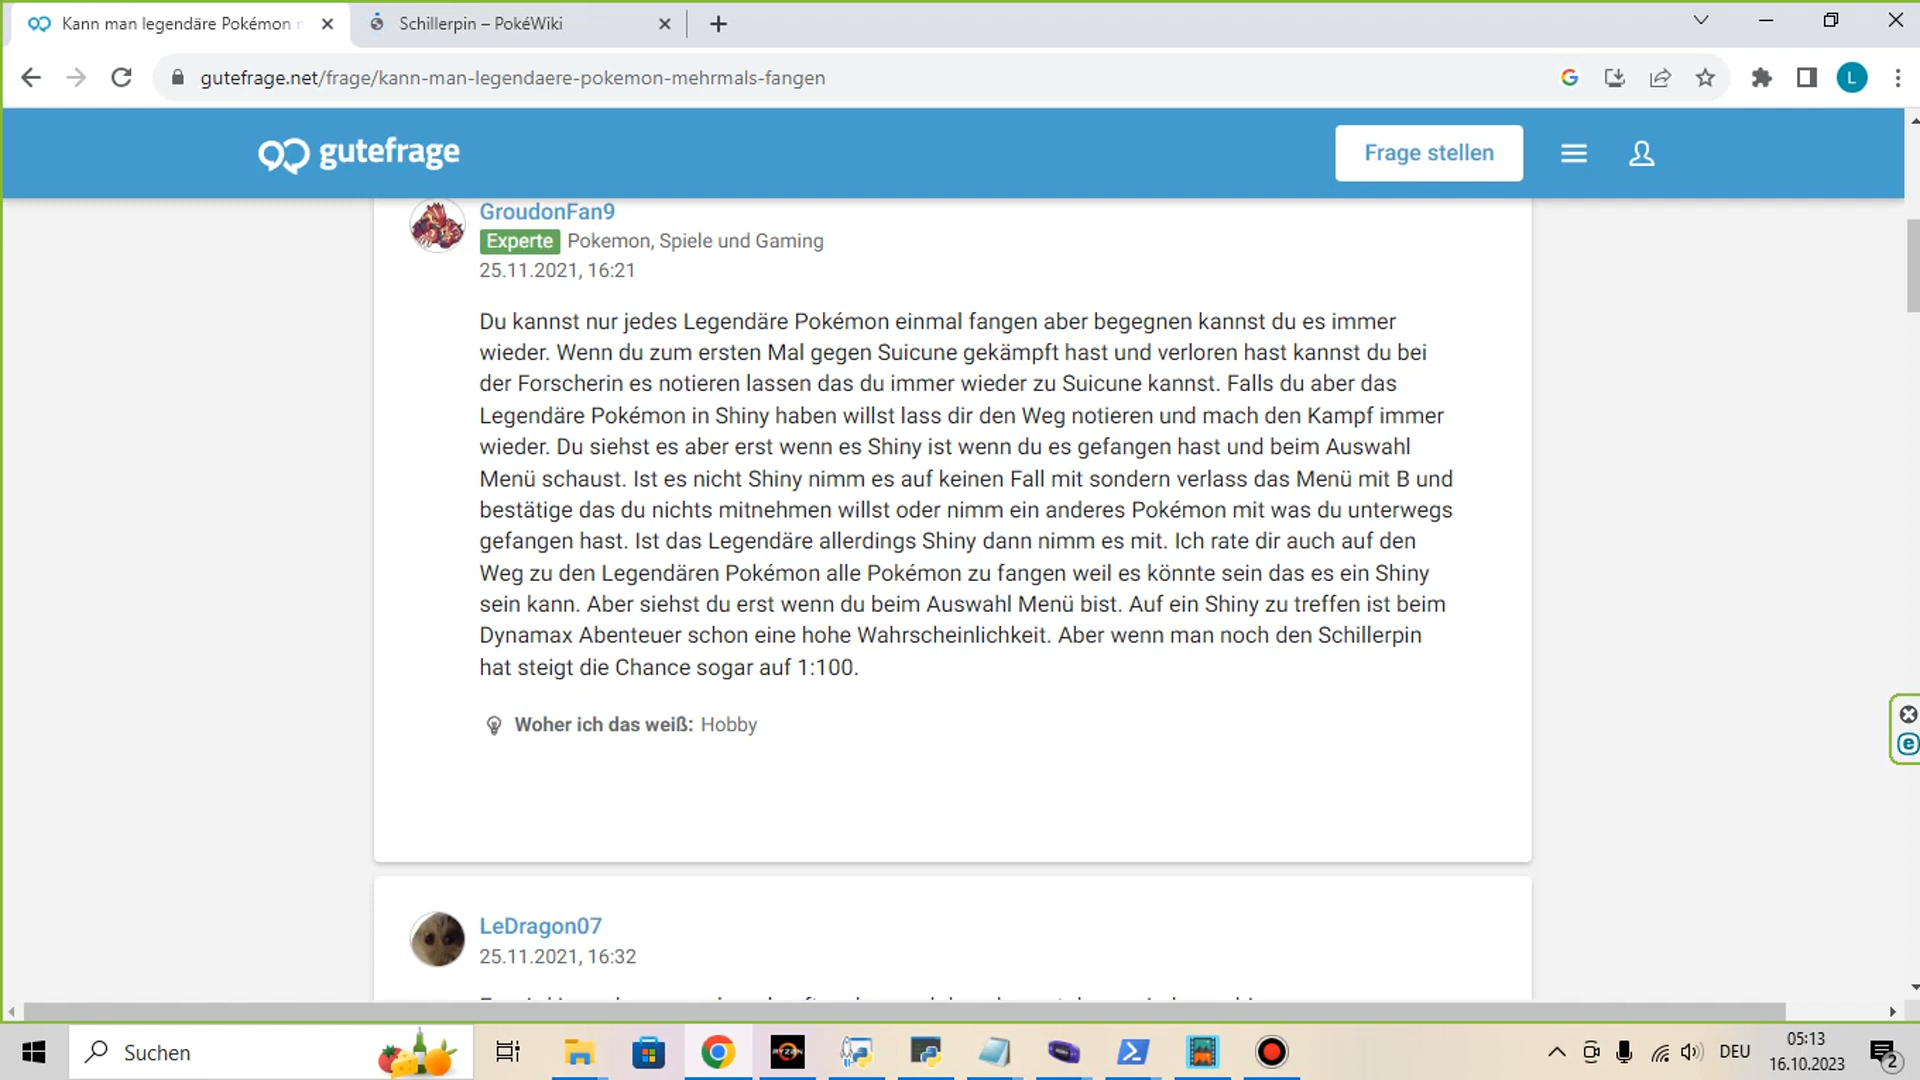 Kann man legendäre Pokémon
Schillerpin – PokéWiki
gutefrage.net/frage/kann-man-legendaere-pokemon-mehrmals-fangen
L
gutefrage
Frage stellen
GroudonFan9
Experte Pokemon, Spiele und Gaming
25.11.2021, 16:21
Du kannst nur jedes Legendäre Pokémon einmal fangen aber begegnen kannst du es immer
wieder. Wenn du zum ersten Mal gegen Suicune gekämpft hast und verloren hast kannst du bei
der Forscherin es notieren lassen das du immer wieder zu Suicune kannst. Falls du aber das
Legendäre Pokémon in Shiny haben willst lass dir den Weg notieren und mach den Kampf immer
wieder. Du siehst es aber erst wenn es Shiny ist wenn du es gefangen hast und beim Auswahl
Menü schaust. Ist es nicht Shiny nimm es auf keinen Fall mit sondern verlass das Menü mit B und
bestätige das du nichts mitnehmen willst oder nimm ein anderes Pokémon mit was du unterwegs
gefangen hast. Ist das Legendäre allerdings Shiny dann nimm es mit. Ich rate dir auch auf den
Weg zu den Legendären Pokémon alle Pokémon zu fangen weil es könnte sein das es ein Shiny
sein kann. Aber siehst du erst wenn du beim Auswahl Menü bist. Auf ein Shiny zu treffen ist beim
Dynamax Abenteuer schon eine hohe Wahrscheinlichkeit. Aber wenn man noch den Schillerpin
hat steigt die Chance sogar auf 1:100.
Woher ich das weiß: Hobby
LeDragon07
25.11.2021, 16:32
Suchen
RYZEN
DEU
05:13
16.10.2023
2